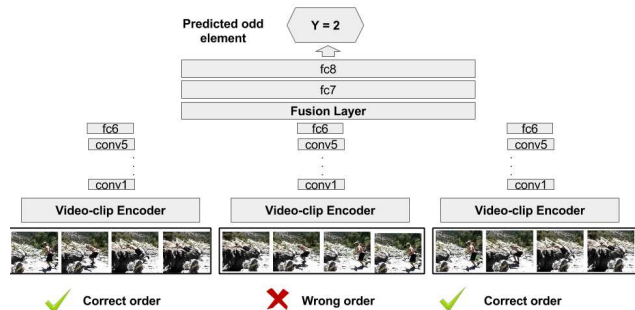 Predicted odd
element
Y = 2
fc8
fc7
Fusion Layer
fc6 fc6 fc6
conv5 conv5 conv5
conv1 conv1 conv1
Video-clip Encoder Video-clip Encoder Video-clip Encoder
Correct order Wrong order Correct order